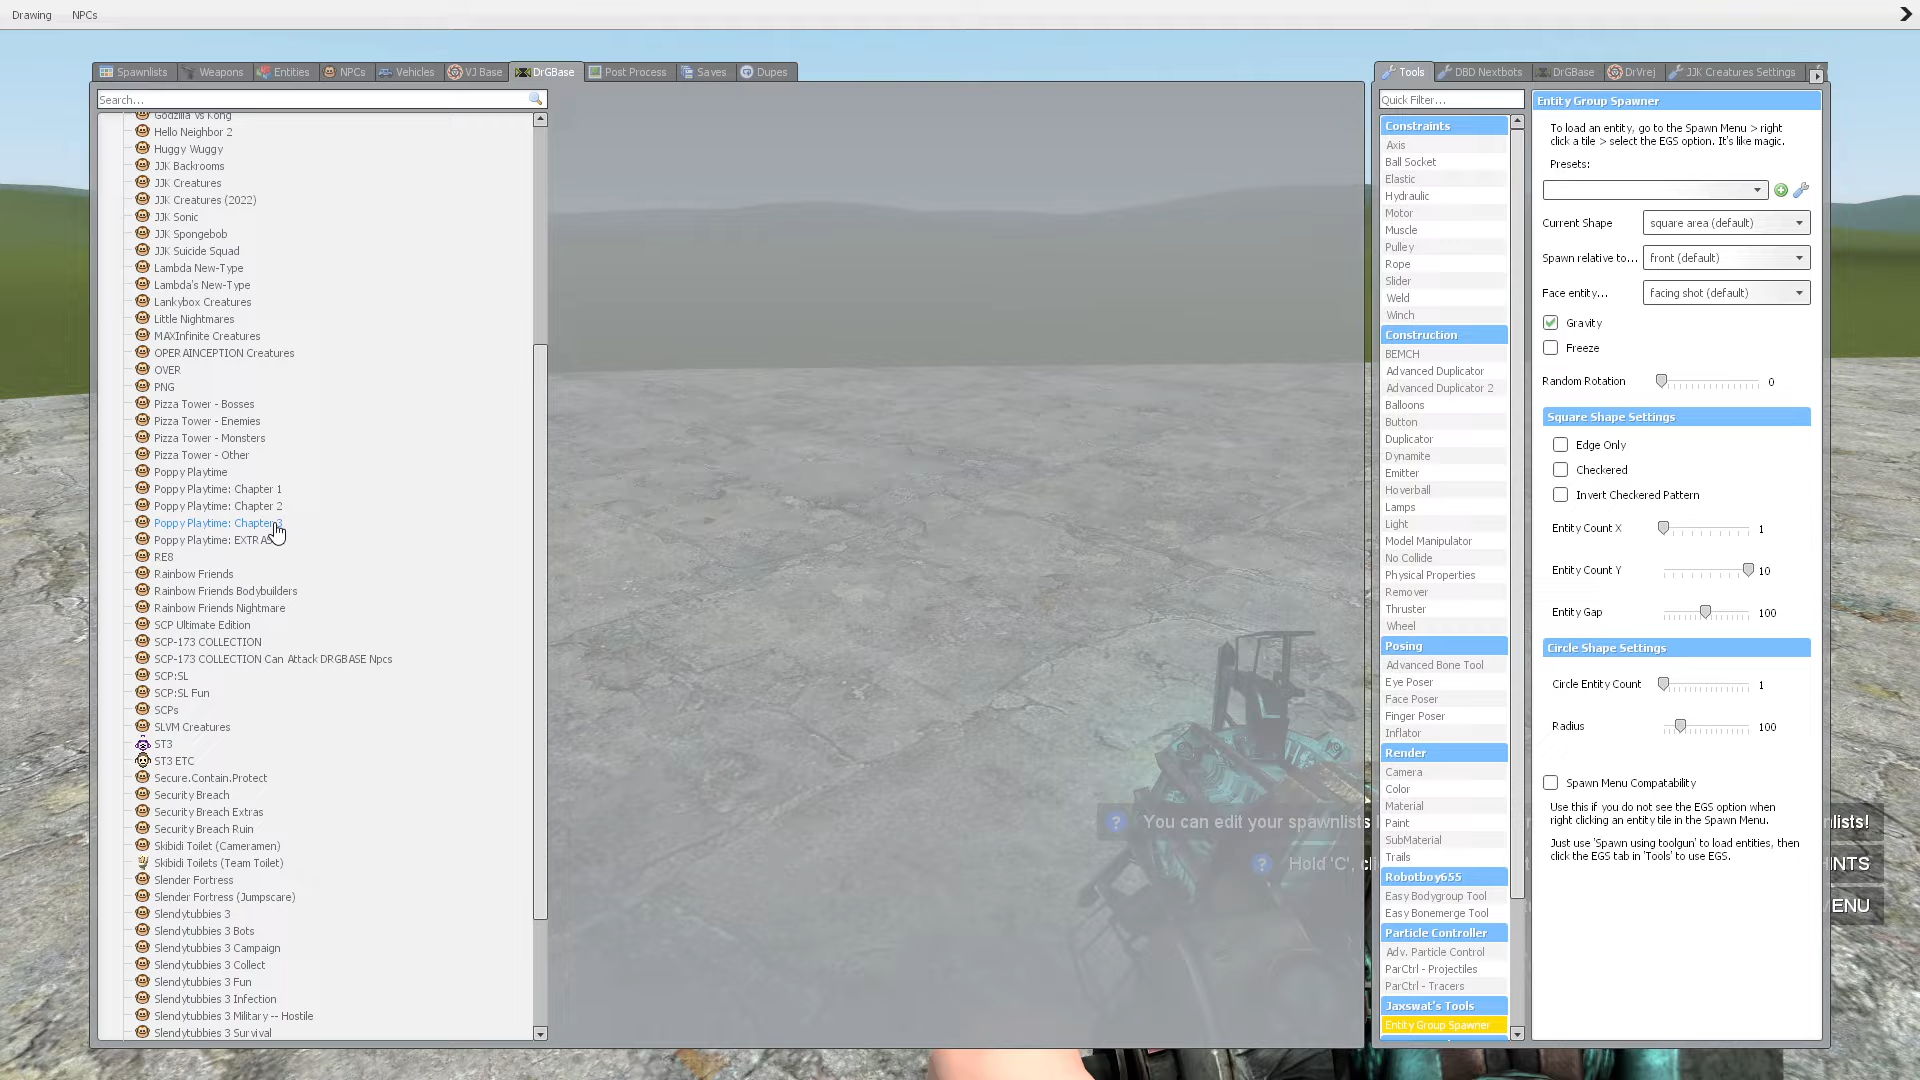 Drawing NPCs
Spawnlists Weapons Entities NPCs Vehicles VJ Base DrGBase Post Process Saves Dupes
Search...
Godzilla Vs Kong
Hello Neighbor 2
Huggy Wuggy
JJK Backrooms
JJK Creatures
JJK Creatures (2022)
JJK Sonic
JJK Spongebob
JJK Suicide Squad
Lambda New-Type
Lambda's New-Type
Lankybox Creatures
Little Nightmares
MAXInfinite Creatures
OPERAINCEPTION Creatures
OVER
PNG
Pizza Tower - Bosses
Pizza Tower - Enemies
Pizza Tower - Monsters
Pizza Tower - Other
Poppy Playtime
Poppy Playtime: Chapter 1
Poppy Playtime: Chapter 2
Poppy Playtime: Chapter 3
Poppy Playtime: EXTRAS
RE8
Rainbow Friends
Rainbow Friends Bodybuilders
Rainbow Friends Nightmare
SCP Ultimate Edition
SCP-173 COLLECTION
SCP-173 COLLECTION Can Attack DRGBASE Npcs
SCP:SL
SCP:SL Fun
SCPs
SLVM Creatures
ST3
ST3 ETC
Secure.Contain.Protect
Security Breach
Security Breach Extras
Security Breach Ruin
Skibidi Toilet (Cameramen)
Skibidi Toilets (Team Toilet)
Slender Fortress
Slender Fortress (Jumpscare)
Slendytubbies 3
Slendytubbies 3 Bots
Slendytubbies 3 Campaign
Slendytubbies 3 Collect
Slendytubbies 3 Fun
Slendytubbies 3 Infection
Slendytubbies 3 Military -- Hostile
Slendytubbies 3 Survival
You can edit your spawnlists
Hold 'C', cli
Tools DBD Nextbots DrGBase DrVrej JJK Creatures Settings
Quick Filter...
Constraints
Axis
Ball Socket
Elastic
Hydraulic
Motor
Muscle
Pulley
Rope
Slider
Weld
Winch
Construction
BEMCH
Advanced Duplicator
Advanced Duplicator 2
Balloons
Button
Duplicator
Dynamite
Emitter
Hoverball
Lamps
Light
Model Manipulator
No Collide
Physical Properties
Remover
Thruster
Wheel
Posing
Advanced Bone Tool
Eye Poser
Face Poser
Finger Poser
Inflator
Render
Camera
Color
Material
Paint
SubMaterial
Trails
Robotboy655
Easy Bodygroup Tool
Easy Bonemerge Tool
Particle Controller
Adv. Particle Control
ParCtrl - Projectiles
ParCtrl - Tracers
Jaxswat's Tools
Entity Group Spawner
Entity Group Spawner
To load an entity, go to the Spawn Menu > right
click a tile > select the EGS option. It's like magic.
Presets:
Current Shape square area (default)
Spawn relative to... front (default)
Face entity... facing shot (default)
Gravity
Freeze
Random Rotation 0
Square Shape Settings
Edge Only
Checkered
Invert Checkered Pattern
Entity Count X 1
Entity Count Y 10
Entity Gap 100
Circle Shape Settings
Circle Entity Count 1
Radius 100
Spawn Menu Compatability
Use this if you do not see the EGS option when
right clicking an entity tile in the Spawn Menu.
Just use 'Spawn using toolgun' to load entities, then
click the EGS tab in 'Tools' to use EGS.
nlists!
INTS
ENU